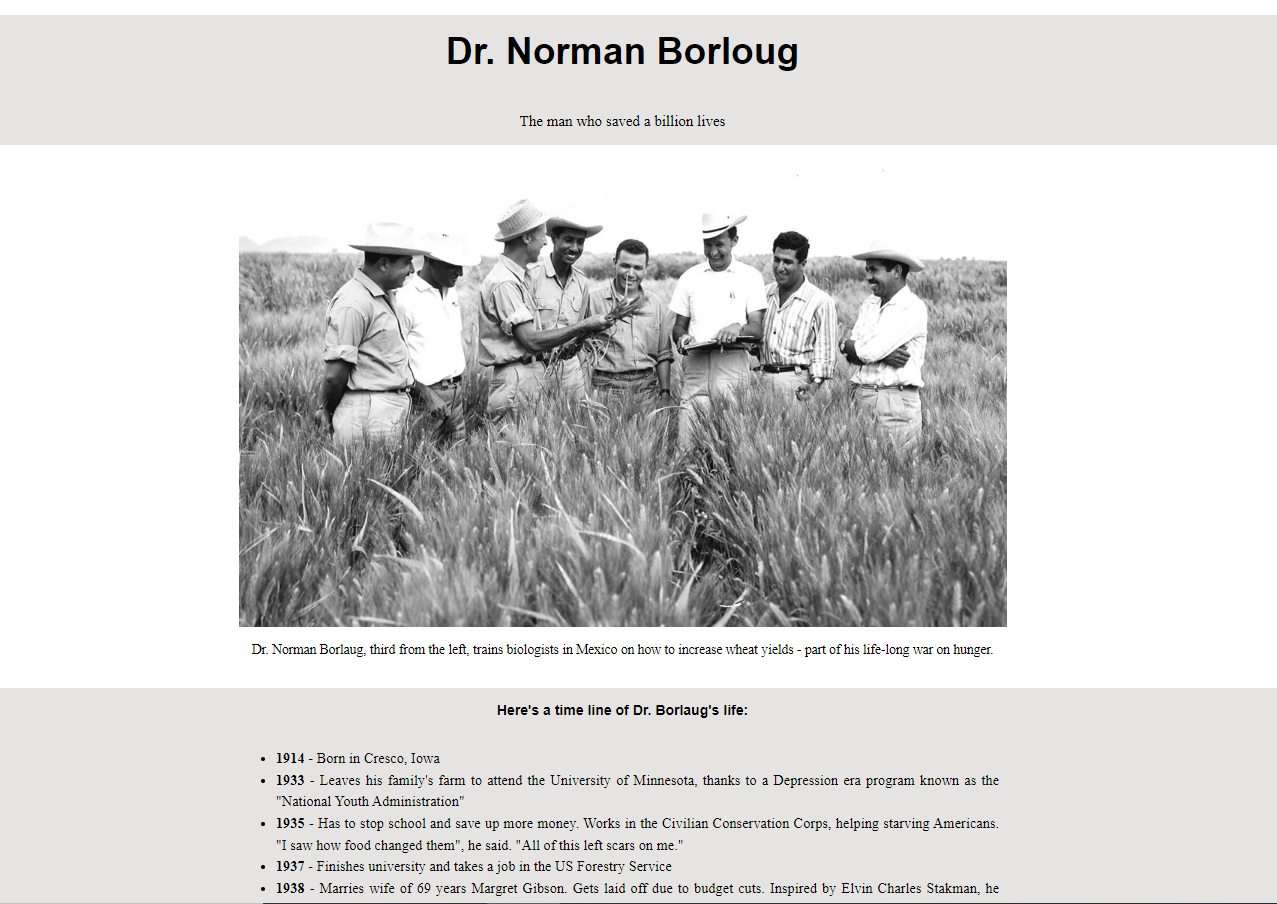 Dr. Norman Borloug
The man who saved a billion lives
Dr. Norman Borlaug, third from the left, trains biologists in Mexico on how to increase wheat yields - part of his life-long war on hunger.
Here's a time line of Dr. Borlaug's life:
• 1914 - Born in Cresco, Iowa
• 1933 - Leaves his family's farm to attend the University of Minnesota, thanks to a Depression era program known as the
"National Youth Administration"
• 1935 - Has to stop school and save up more money. Works in the Civilian Conservation Corps, helping starving Americans.
"I saw how food changed them", he said. "All of this left scars on me."
• 1937 - Finishes university and takes a job in the US Forestry Service
• 1938 - Marries wife of 69 years Margret Gibson. Gets laid off due to budget cuts. Inspired by Elvin Charles Stakman, he